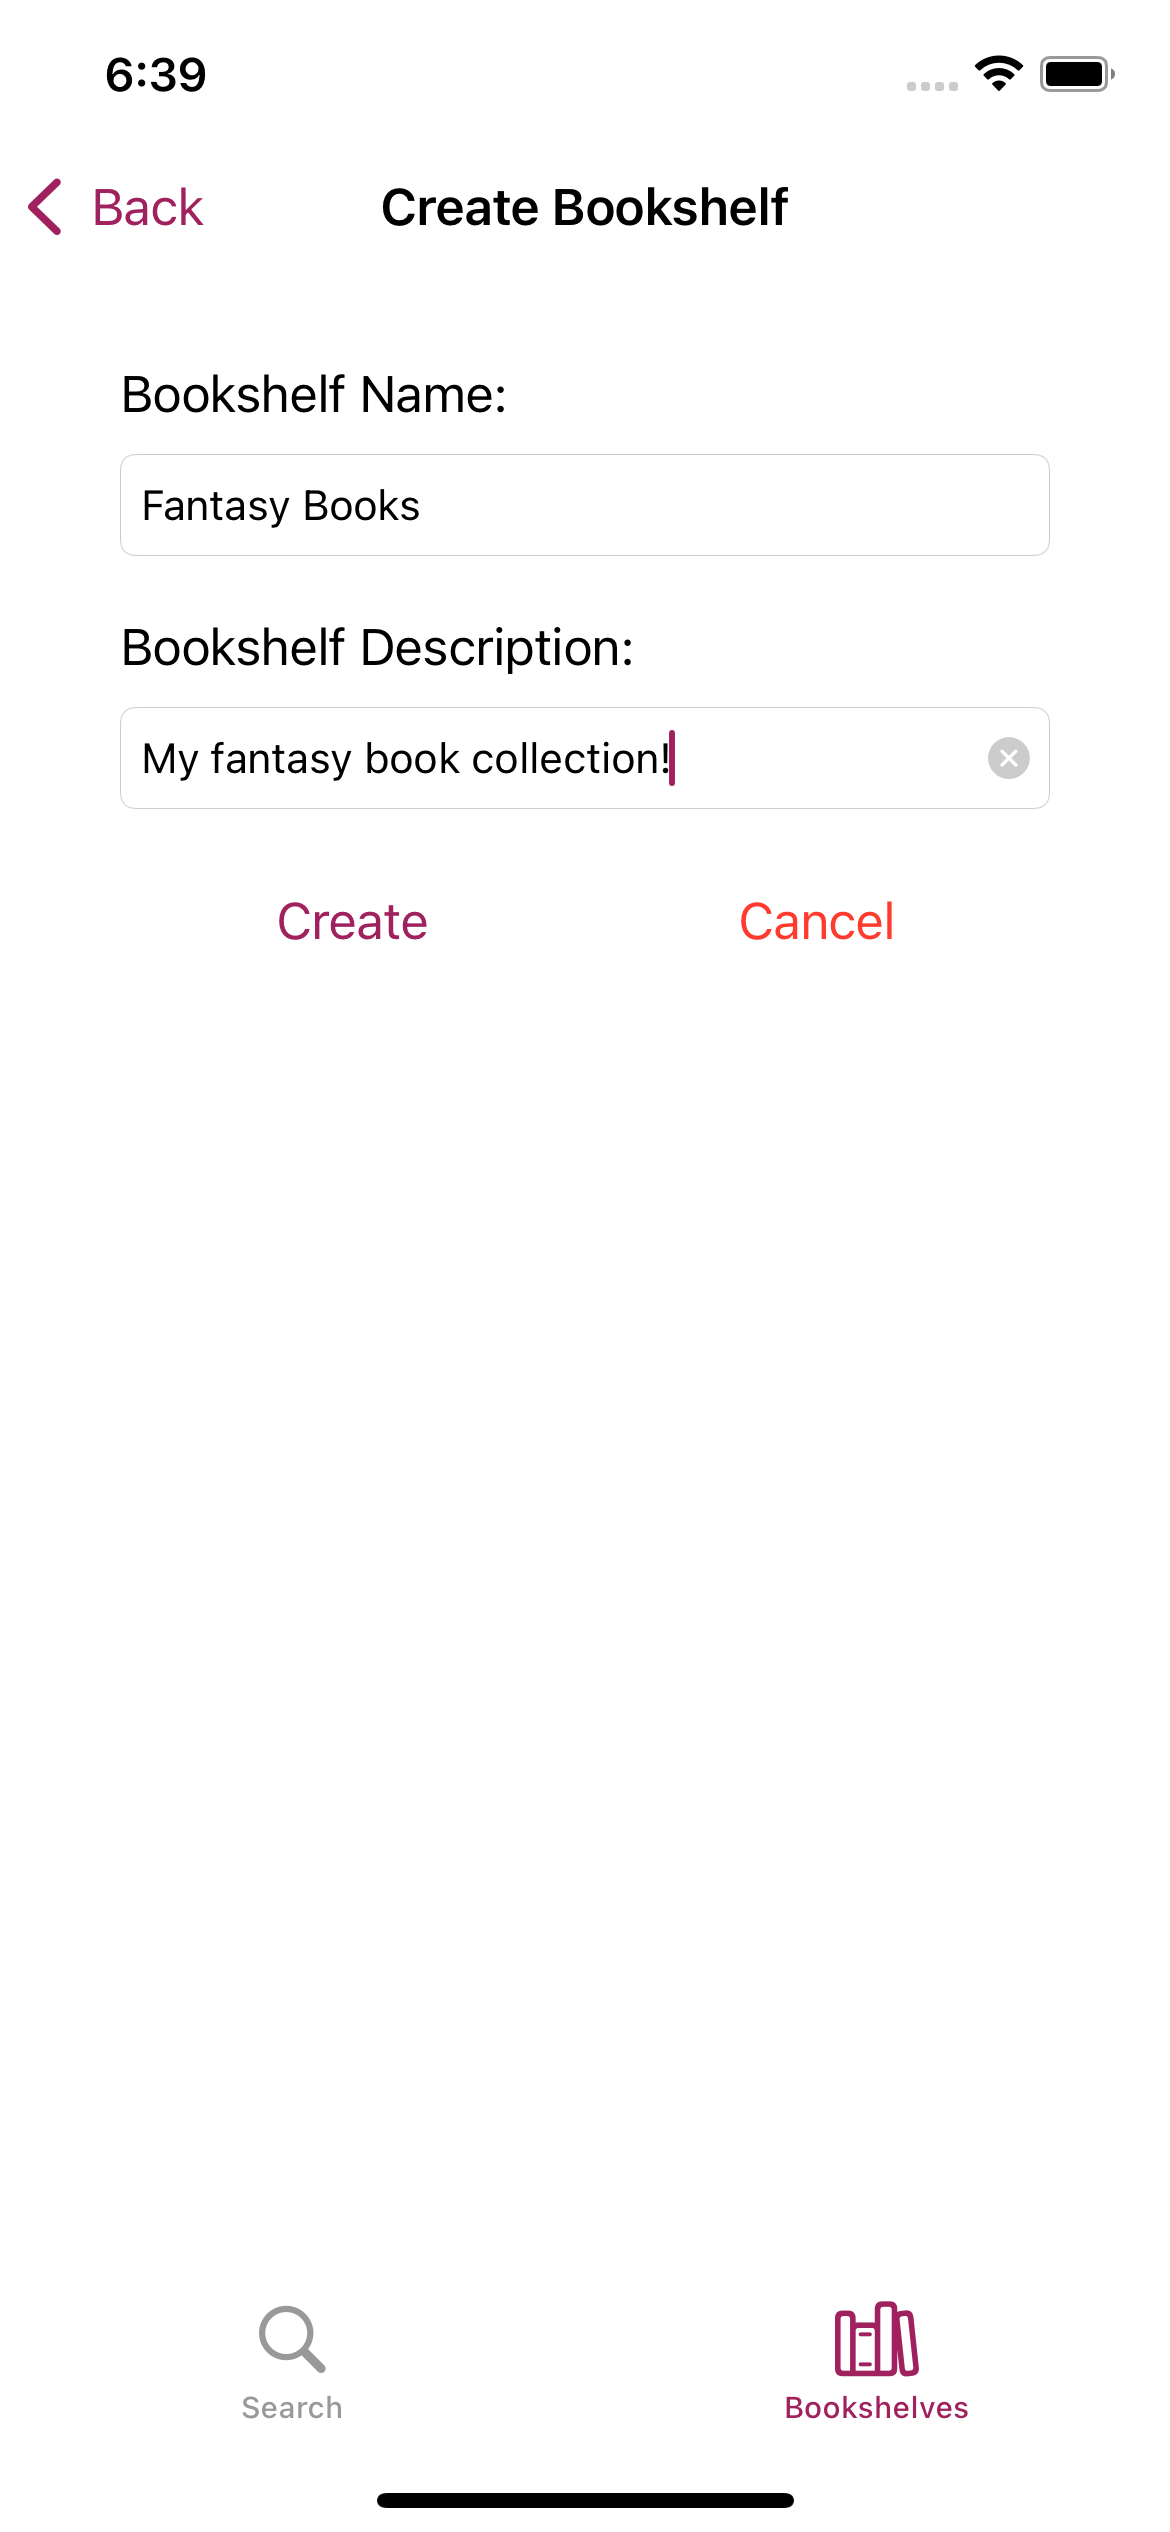 6:39
Back
Create Bookshelf
Bookshelf Name:
Fantasy Books
Bookshelf Description:
My fantasy book collection!
Create
Cancel
Search
Bookshelves